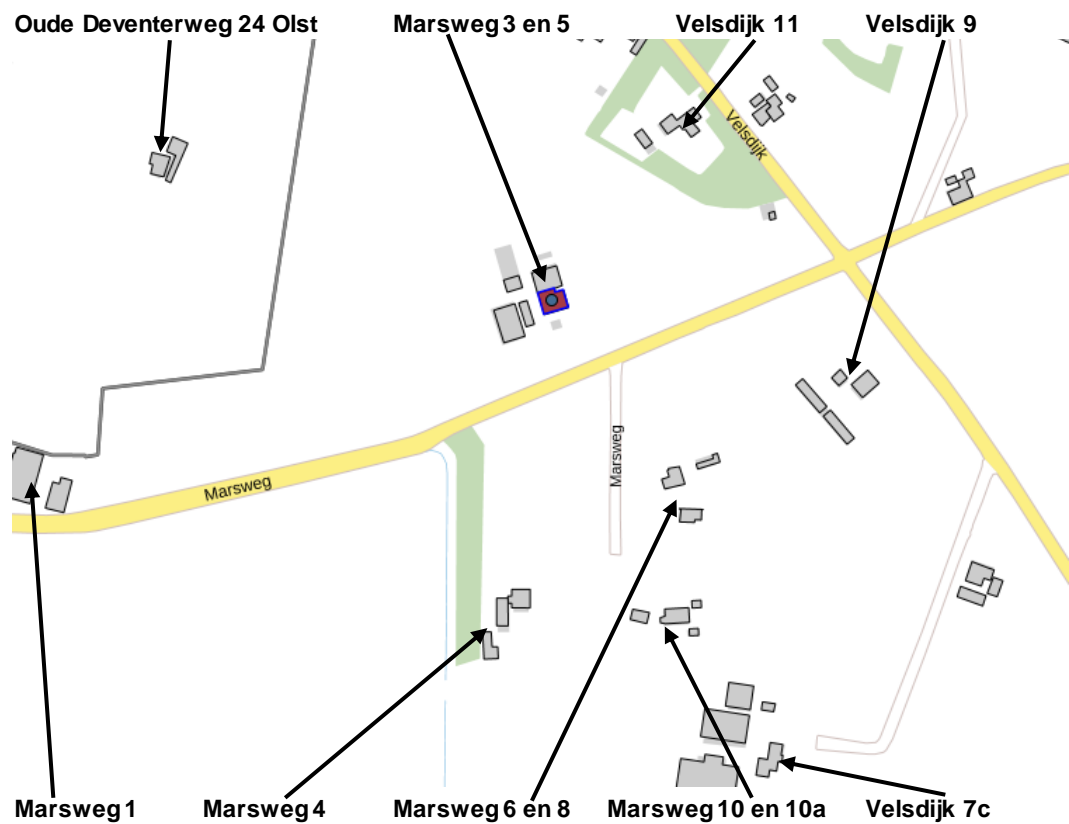 Oude Deventerweg 24 Olst
Marsweg 3 en 5
Velsdijk 11
Velsdijk 9
Velsdijk
Marsweg
Marsweg
Marsweg 1
Marsweg 4
Marsweg 6 en 8
Marsweg 10 en 10a
Velsdijk 7c